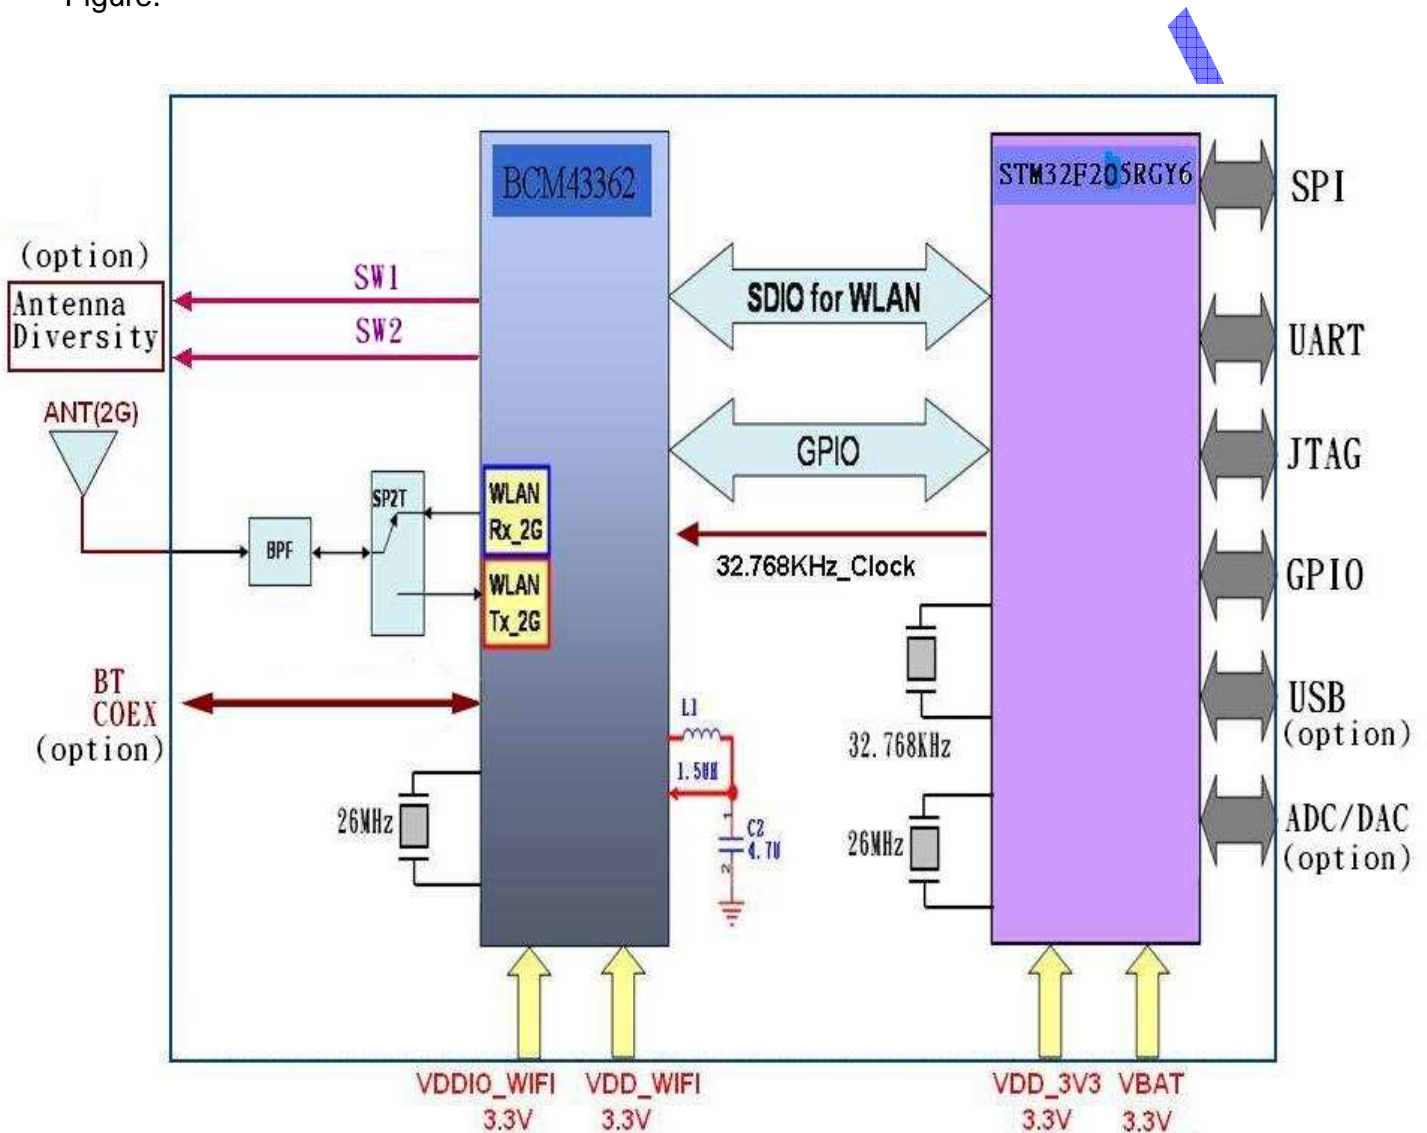 Figure:
BCM43362
STM32F205RGY6
SPI
(option)
Antenna
Diversity
SW1
SW2
SDIO for WLAN
UART
ANT(2G)
GPIO
JTAG
SP2T
WLAN
Rx_2G
BPF
32.768KHz_Clock
GPIO
WLAN
Tx_2G
BT
COEX
(option)
L1
1.5UH
32.768KHz
USB
(option)
26MHz
1
C2
4.7U
2
26MHz
ADC/DAC
(option)
VDDIO_WIFI
3.3V
VDD_WIFI
3.3V
VDD_3V3
3.3V
VBAT
3.3V